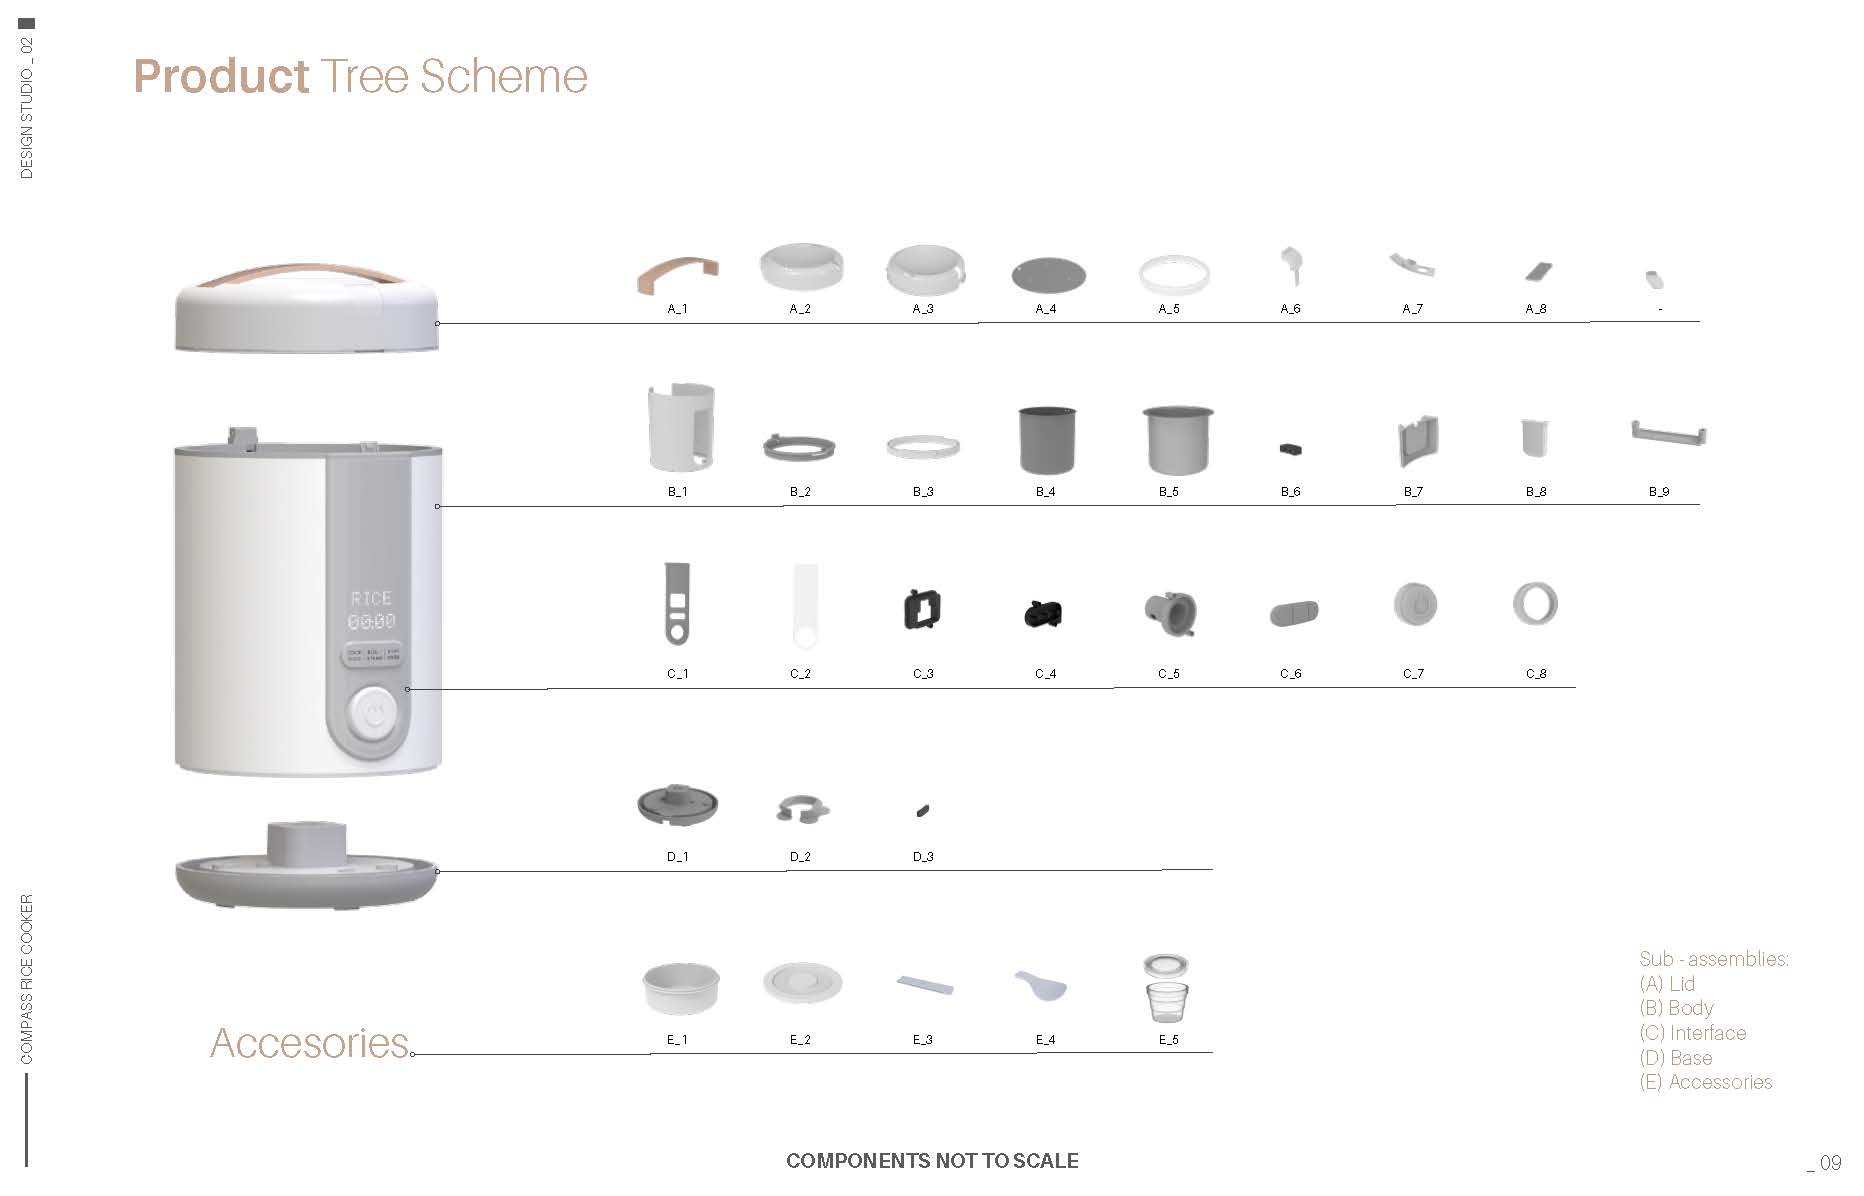 DESIGN STUDIO _ 02
Product Tree Scheme
A_1 A_2 A_3 A_4 A_5 A_6 A_7 A_8 -
B_1 B_2 B_3 B_4 B_5 B_6 B_7 B_8 B_9
RICE
00:00
C_1 C_2 C_3 C_4 C_5 C_6 C_7 C_8
D_1 D_2 D_3
Accesories
E_1 E_2 E_3 E_4 E_5
Sub - assemblies:
(A) Lid
(B) Body
(C) Interface
(D) Base
(E) Accessories
COMPASS RICE COOKER
COMPONENTS NOT TO SCALE
_ 09